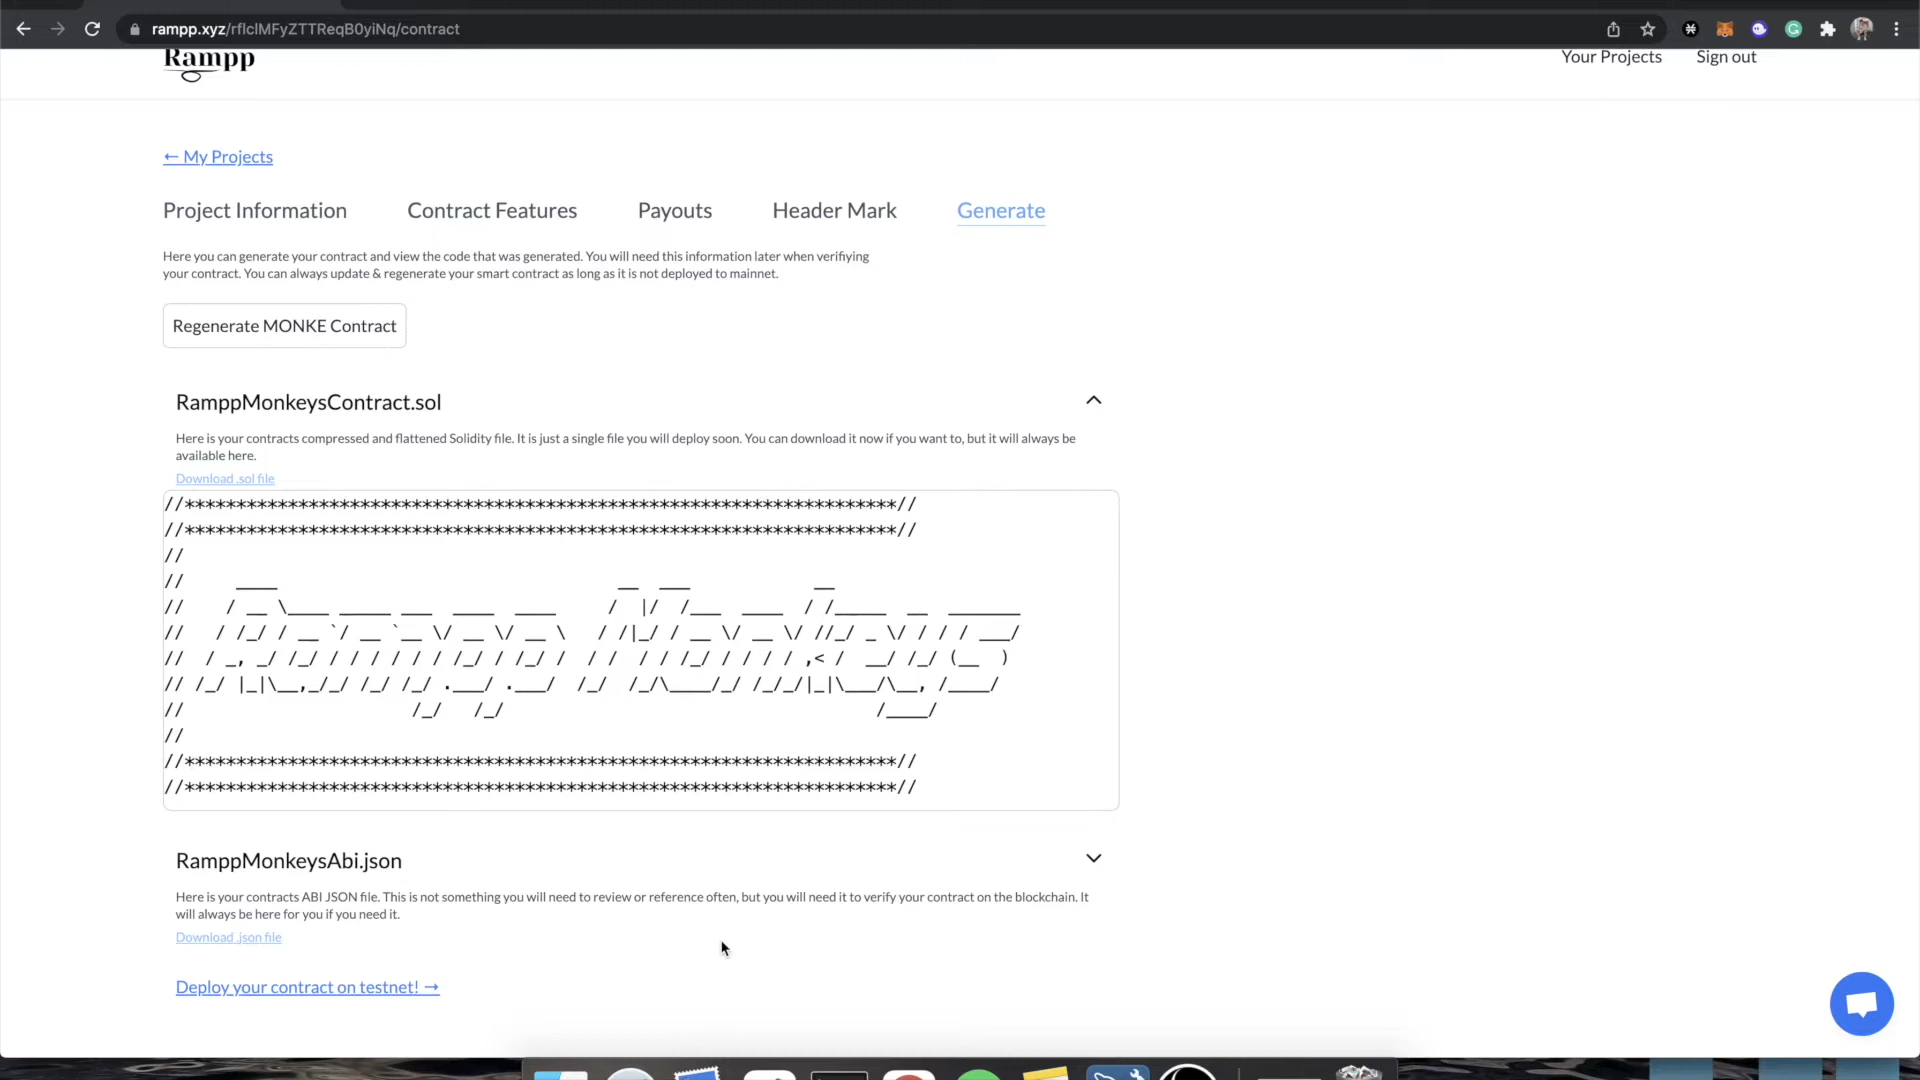 rampp.xyz/rflclMFyZTTReqB0yiNq/contract
Rampp
Your Projects
Sign out
← My Projects
Project Information
Contract Features
Payouts
Header Mark
Generate
Here you can generate your contract and view the code that was generated. You will need this information later when verifiying
your contract. You can always update & regenerate your smart contract as long as it is not deployed to mainnet.
Regenerate MONKE Contract
RamppMonkeysContract.sol
Here is your contracts compressed and flattened Solidity file. It is just a single file you will deploy soon. You can download it now if you want to, but it will always be
available here.
Download .sol file
Rampp Monkeys
RamppMonkeysAbi.json
Here is your contracts ABI JSON file. This is not something you will need to review or reference often, but you will need it to verify your contract on the blockchain. It
will always be here for you if you need it.
Download .json file
Deploy your contract on testnet! →